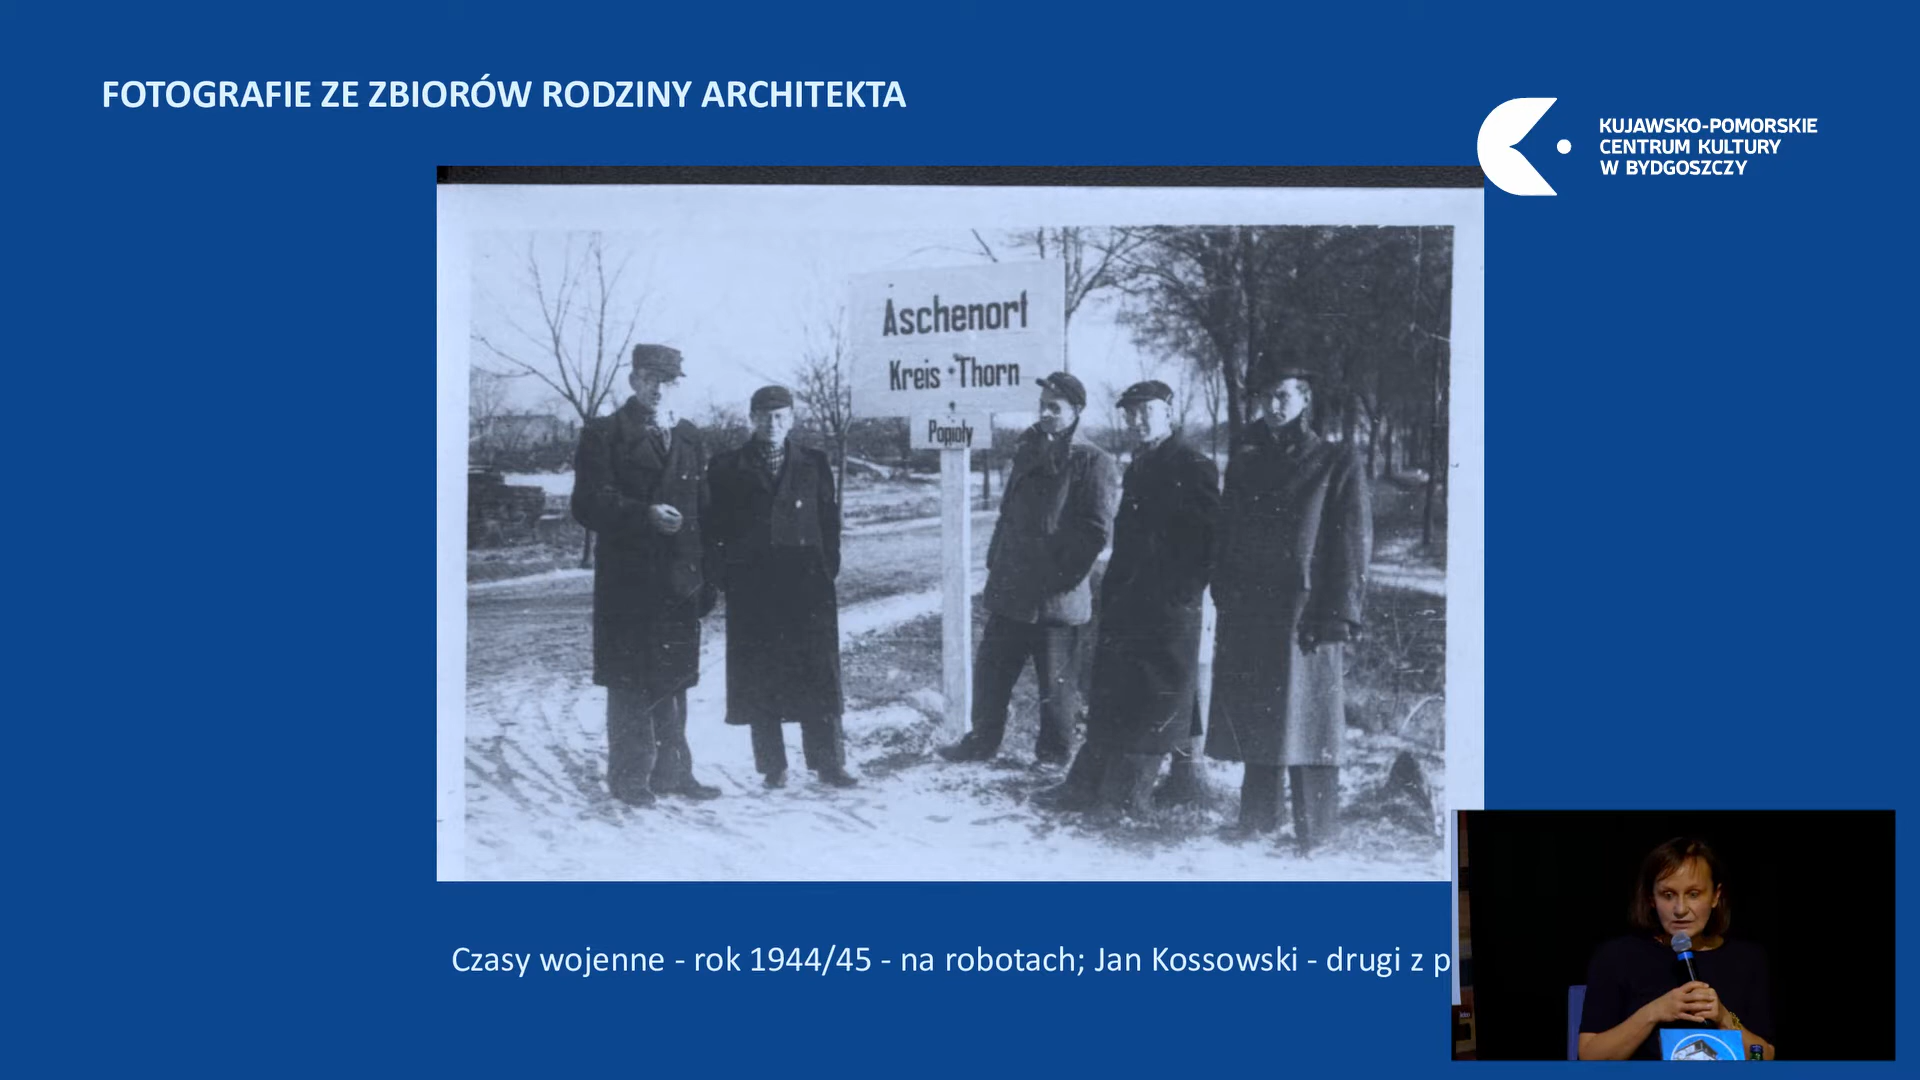 FOTOGRAFIE ZE ZBIORÓW RODZINY ARCHITEKTA
KUJAWSKO-POMORSKIE
CENTRUM KULTURY
W BYDGOSZCZY
Aschenort
Kreis Thorn
Popioły
Czasy wojenne - rok 1944/45 - na robotach; Jan Kossowski - drugi z p